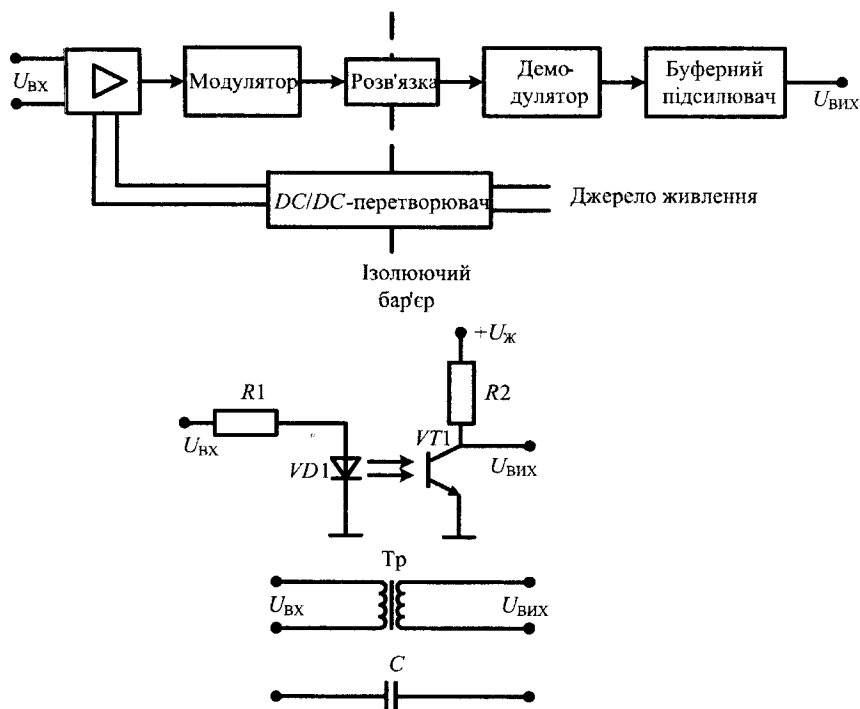 U_ВХ
Модулятор
Розв'язка
Демо-
дулятор
Буферний
підсилювач
U_ВИХ
DC/DC-перетворювач
Джерело живлення
Ізолюючий
бар'єр
+U_Ж
R1
R2
U_ВХ
VD1
VT1
U_ВИХ
Тр
U_ВХ
U_ВИХ
C